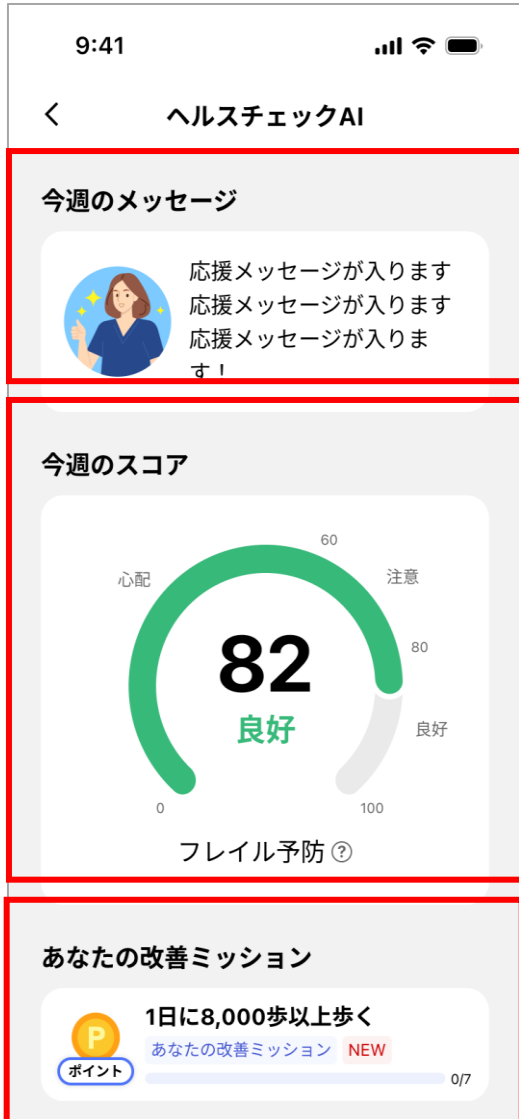 9:41
ヘルスチェックAI
今週のメッセージ
応援メッセージが入ります
応援メッセージが入ります
応援メッセージが入りま
す!
今週のスコア
60
心配
注意
82
80
良好
良好
0
100
フレイル予防 ?
あなたの改善ミッション
P
ポイント
1日に8,000歩以上歩く
あなたの改善ミッション NEW
0/7